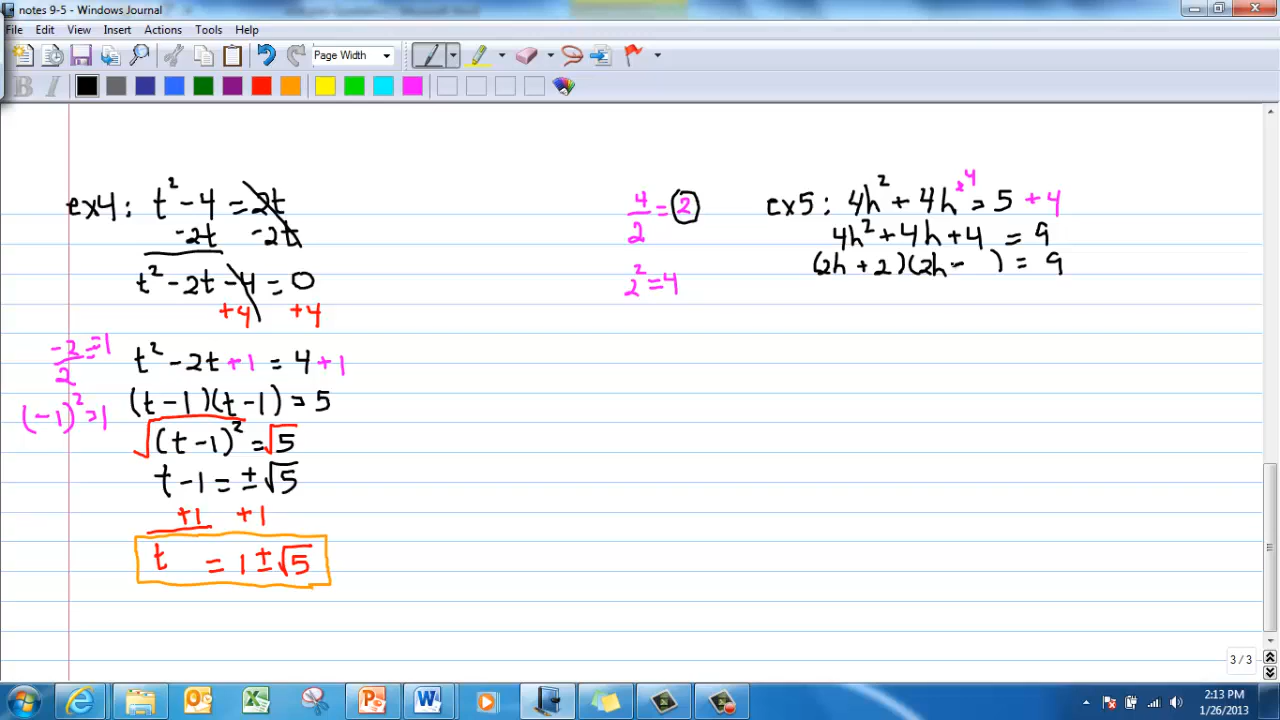 notes 9-5 - Windows Journal
File Edit View Insert Actions Tools Help
Page Width
B I
ex4: t² - 4 = 2t
-2t -2t
t² - 2t - 4 = 0
+4 +4
-2/2 = -1
t² - 2t + 1 = 4 + 1
(-1)² = 1
(t - 1)(t - 1) = 5
√(t - 1)² = √5
t - 1 = ± √5
+1 +1
t = 1 ± √5
4/2 = 2
2² = 4
ex5: 4h² + 4h + 4 = 5 + 4
4h² + 4h + 4 = 9
(2h + 2)(2h - ) = 9
3 / 3
2:13 PM
1/26/2013